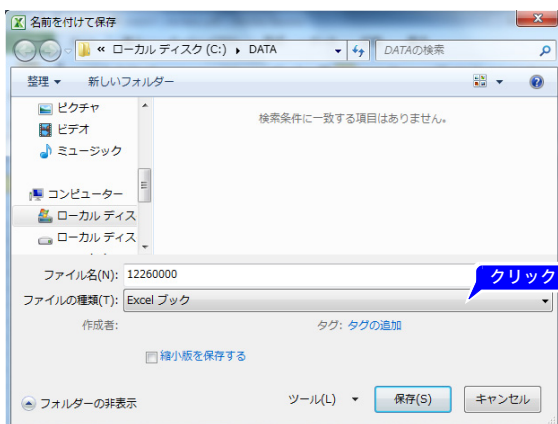 名前を付けて保存
« ローカル ディスク (C:) ▸ DATA DATAの検索
整理 ▼ 新しいフォルダー
ピクチャ
ビデオ
ミュージック
コンピューター
ローカル ディス
ローカル ディス
検索条件に一致する項目はありません。
ファイル名(N): 12260000
クリック
ファイルの種類(T): Excel ブック
作成者: タグ: タグの追加
縮小版を保存する
フォルダーの非表示 ツール(L) ▼ 保存(S) キャンセル